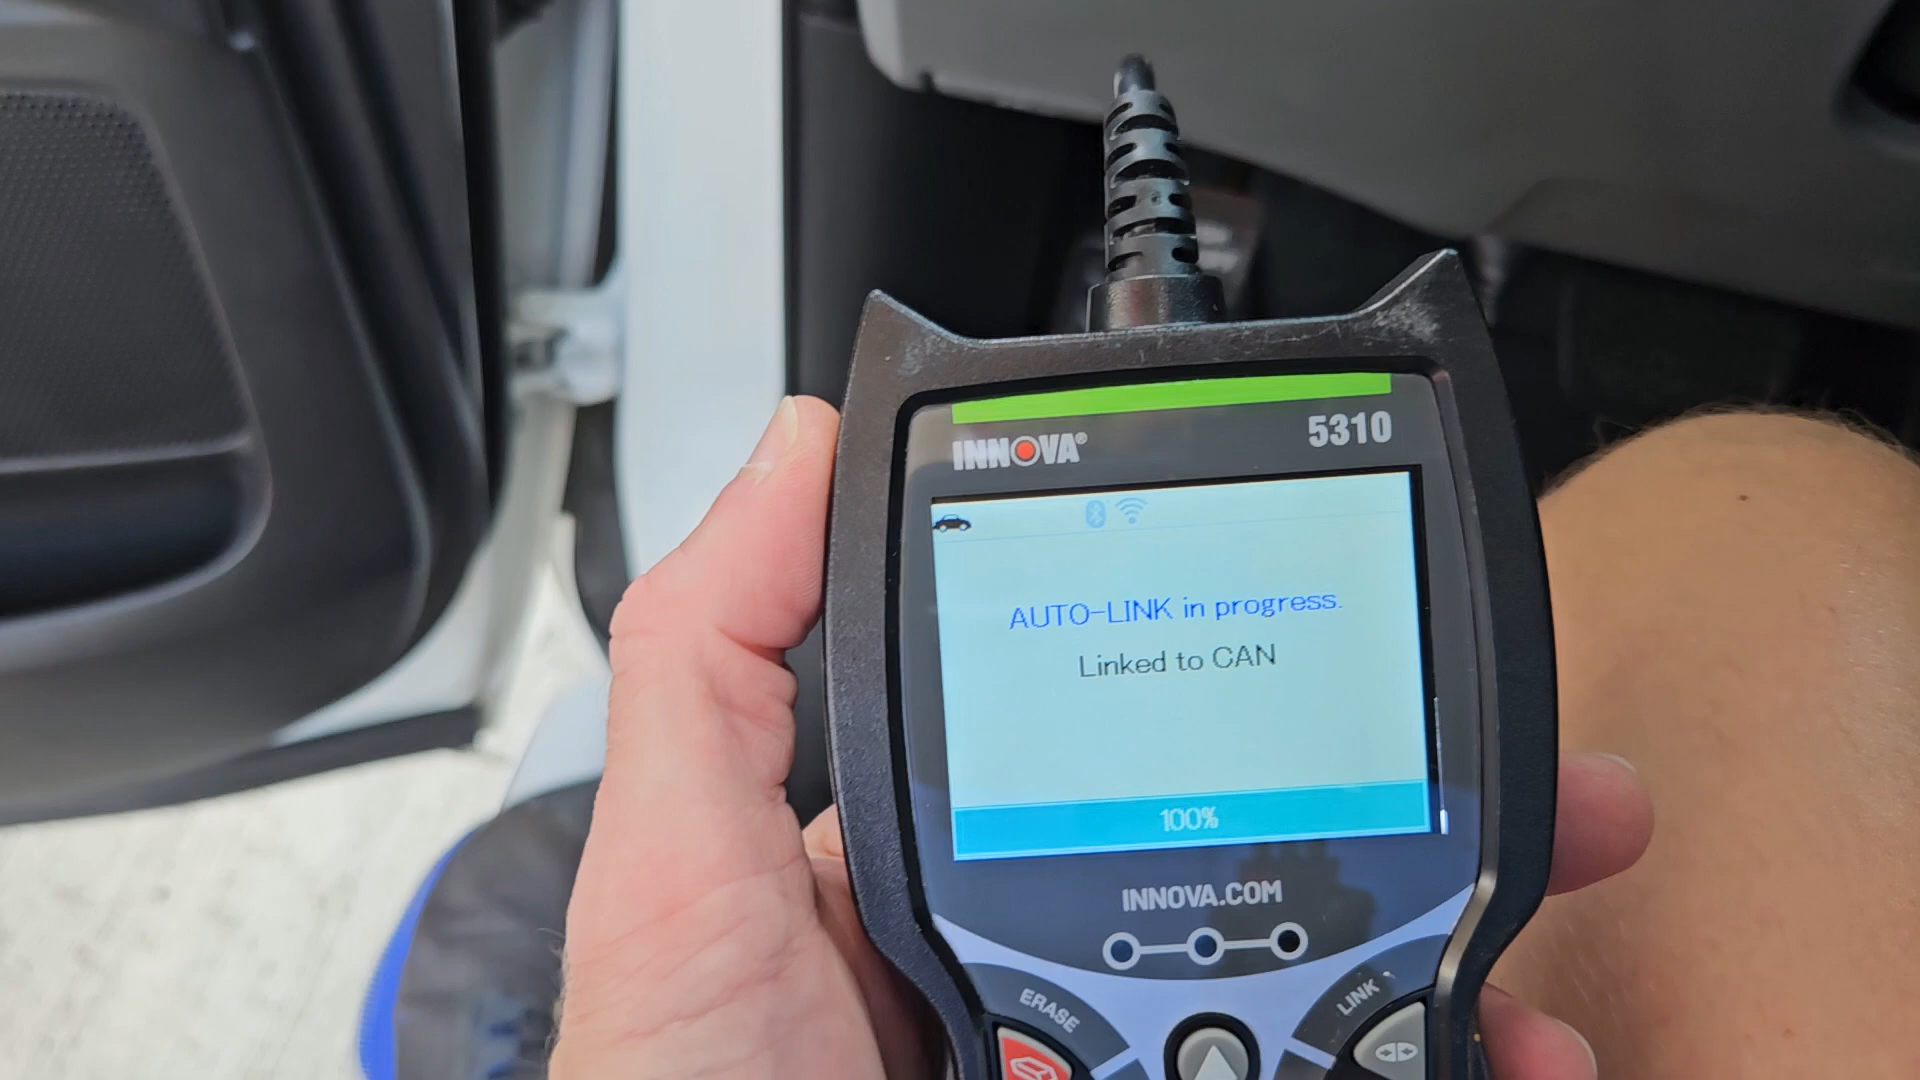 INNOVA®
5310
AUTO-LINK in progress.
Linked to CAN
100%
INNOVA.COM
ERASE
LINK